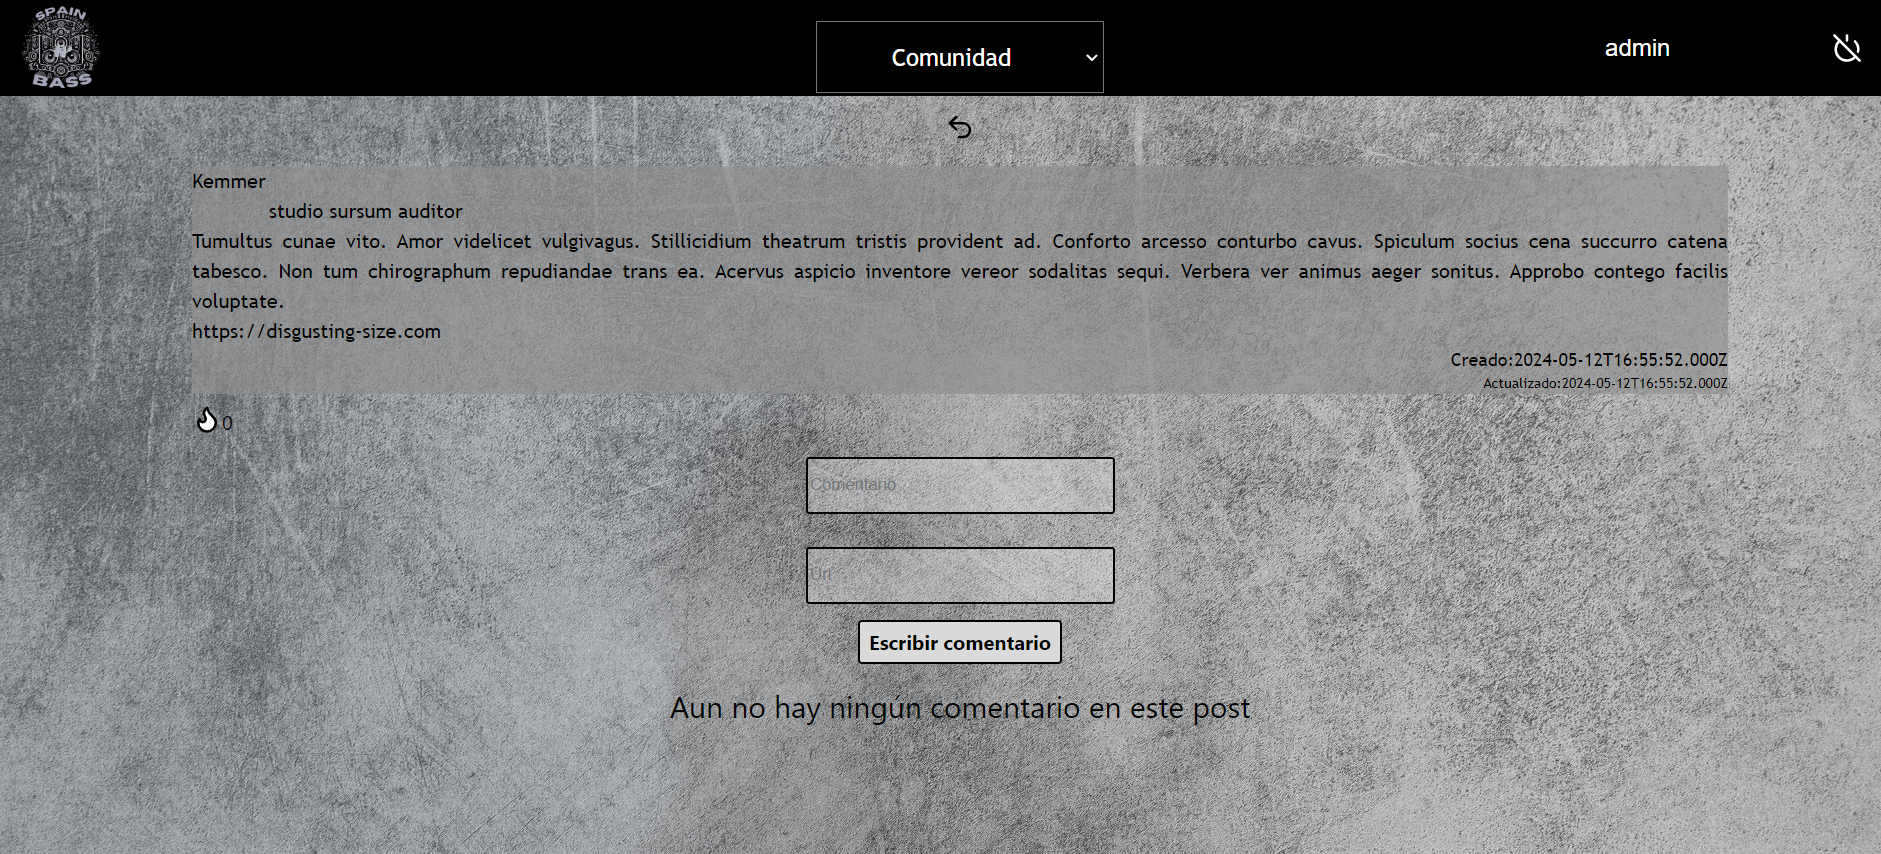 SPAIN
N
BASS
Comunidad
admin
Kemmer
studio sursum auditor
Tumultus cunae vito. Amor videlicet vulgivagus. Stillicidium theatrum tristis provident ad. Conforto arcesso conturbo cavus. Spiculum socius cena succurro catena
tabesco. Non tum chirographum repudiandae trans ea. Acervus aspicio inventore vereor sodalitas sequi. Verbera ver animus aeger sonitus. Approbo contego facilis
voluptate.
https://disgusting-size.com
Creado:2024-05-12T16:55:52.000Z
Actualizado:2024-05-12T16:55:52.000Z
0
Comentario
Url
Escribir comentario
Aun no hay ningún comentario en este post